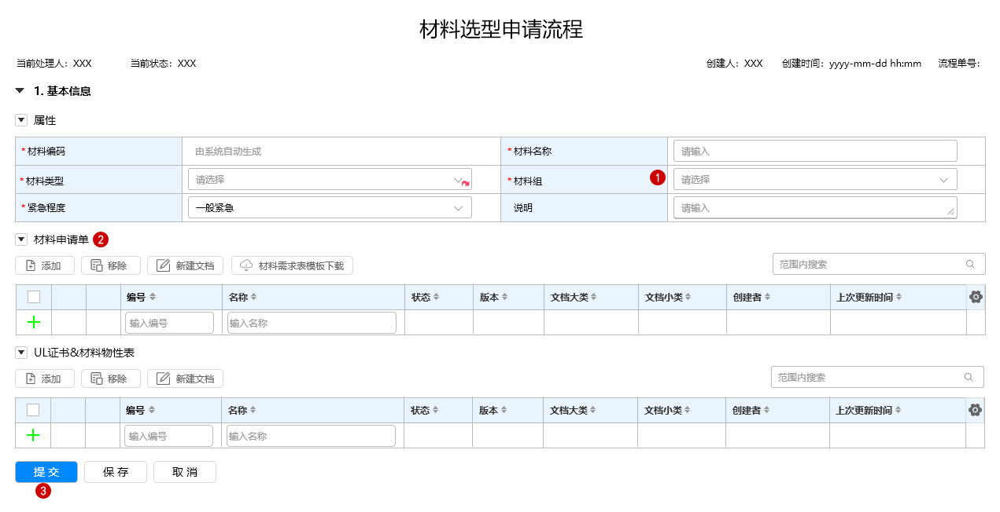 材料选型申请流程
当前处理人：XXX 当前状态：XXX 创建人：XXX 创建时间：yyyy-mm-dd hh:mm 流程单号：
1. 基本信息
属性
*材料编码 由系统自动生成 *材料名称 请输入
*材料类型 请选择 *材料组 1 请选择
*紧急程度 一般紧急 说明 请输入
材料申请单 2
添加 移除 新建文档 材料需求表模板下载 范围内搜索
编号 名称 状态 版本 文档大类 文档小类 创建者 上次更新时间
输入编号 输入名称
UL证书&材料物性表
添加 移除 新建文档 范围内搜索
编号 名称 状态 版本 文档大类 文档小类 创建者 上次更新时间
输入编号 输入名称
提交 保存 取消
3